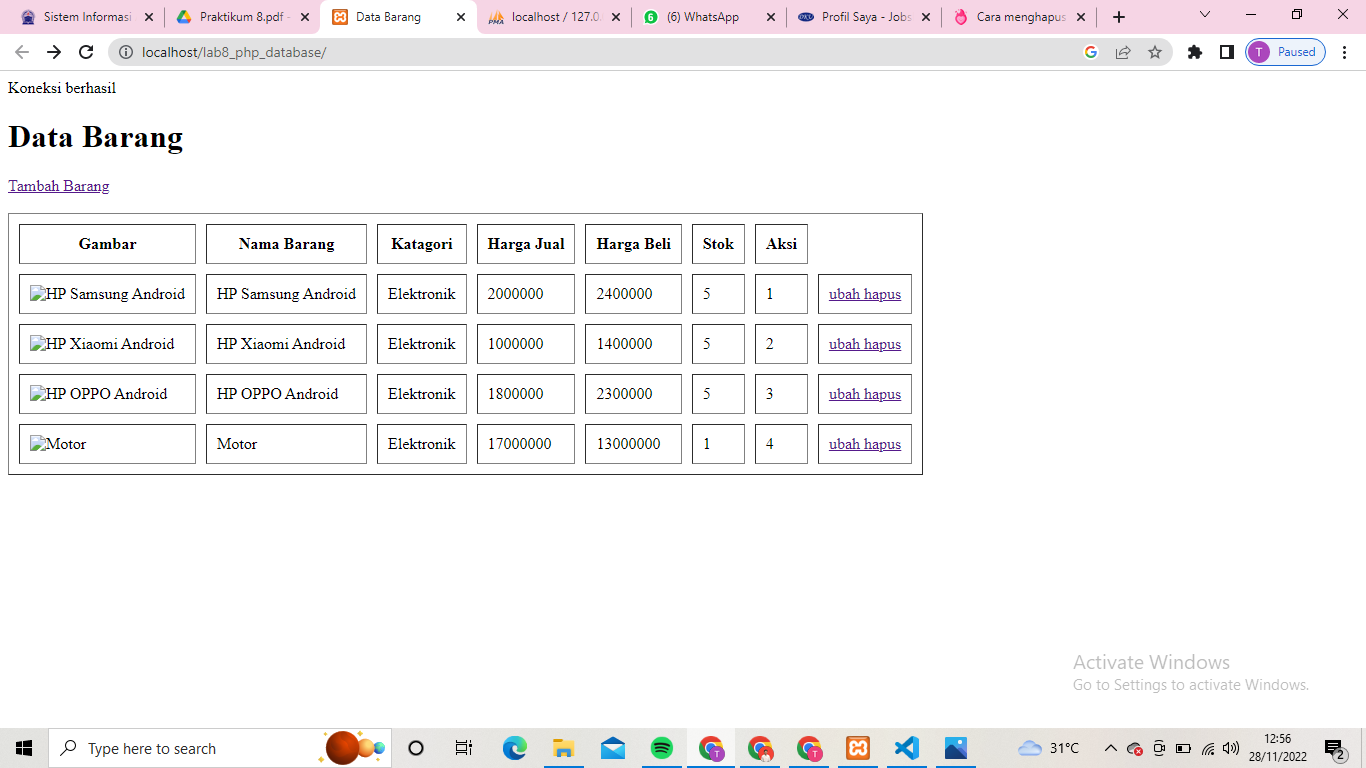 Sistem Informasi
Praktikum 8.pdf -
Data Barang
localhost / 127.0.
(6) WhatsApp
Profil Saya - Jobs
Cara menghapus
localhost/lab8_php_database/
T Paused
Koneksi berhasil
Data Barang
Tambah Barang
Gambar Nama Barang Katagori Harga Jual Harga Beli Stok Aksi
HP Samsung Android HP Samsung Android Elektronik 2000000 2400000 5 1 ubah hapus
HP Xiaomi Android HP Xiaomi Android Elektronik 1000000 1400000 5 2 ubah hapus
HP OPPO Android HP OPPO Android Elektronik 1800000 2300000 5 3 ubah hapus
Motor Motor Elektronik 17000000 13000000 1 4 ubah hapus
Activate Windows
Go to Settings to activate Windows.
Type here to search
31°C
12:56
28/11/2022
2